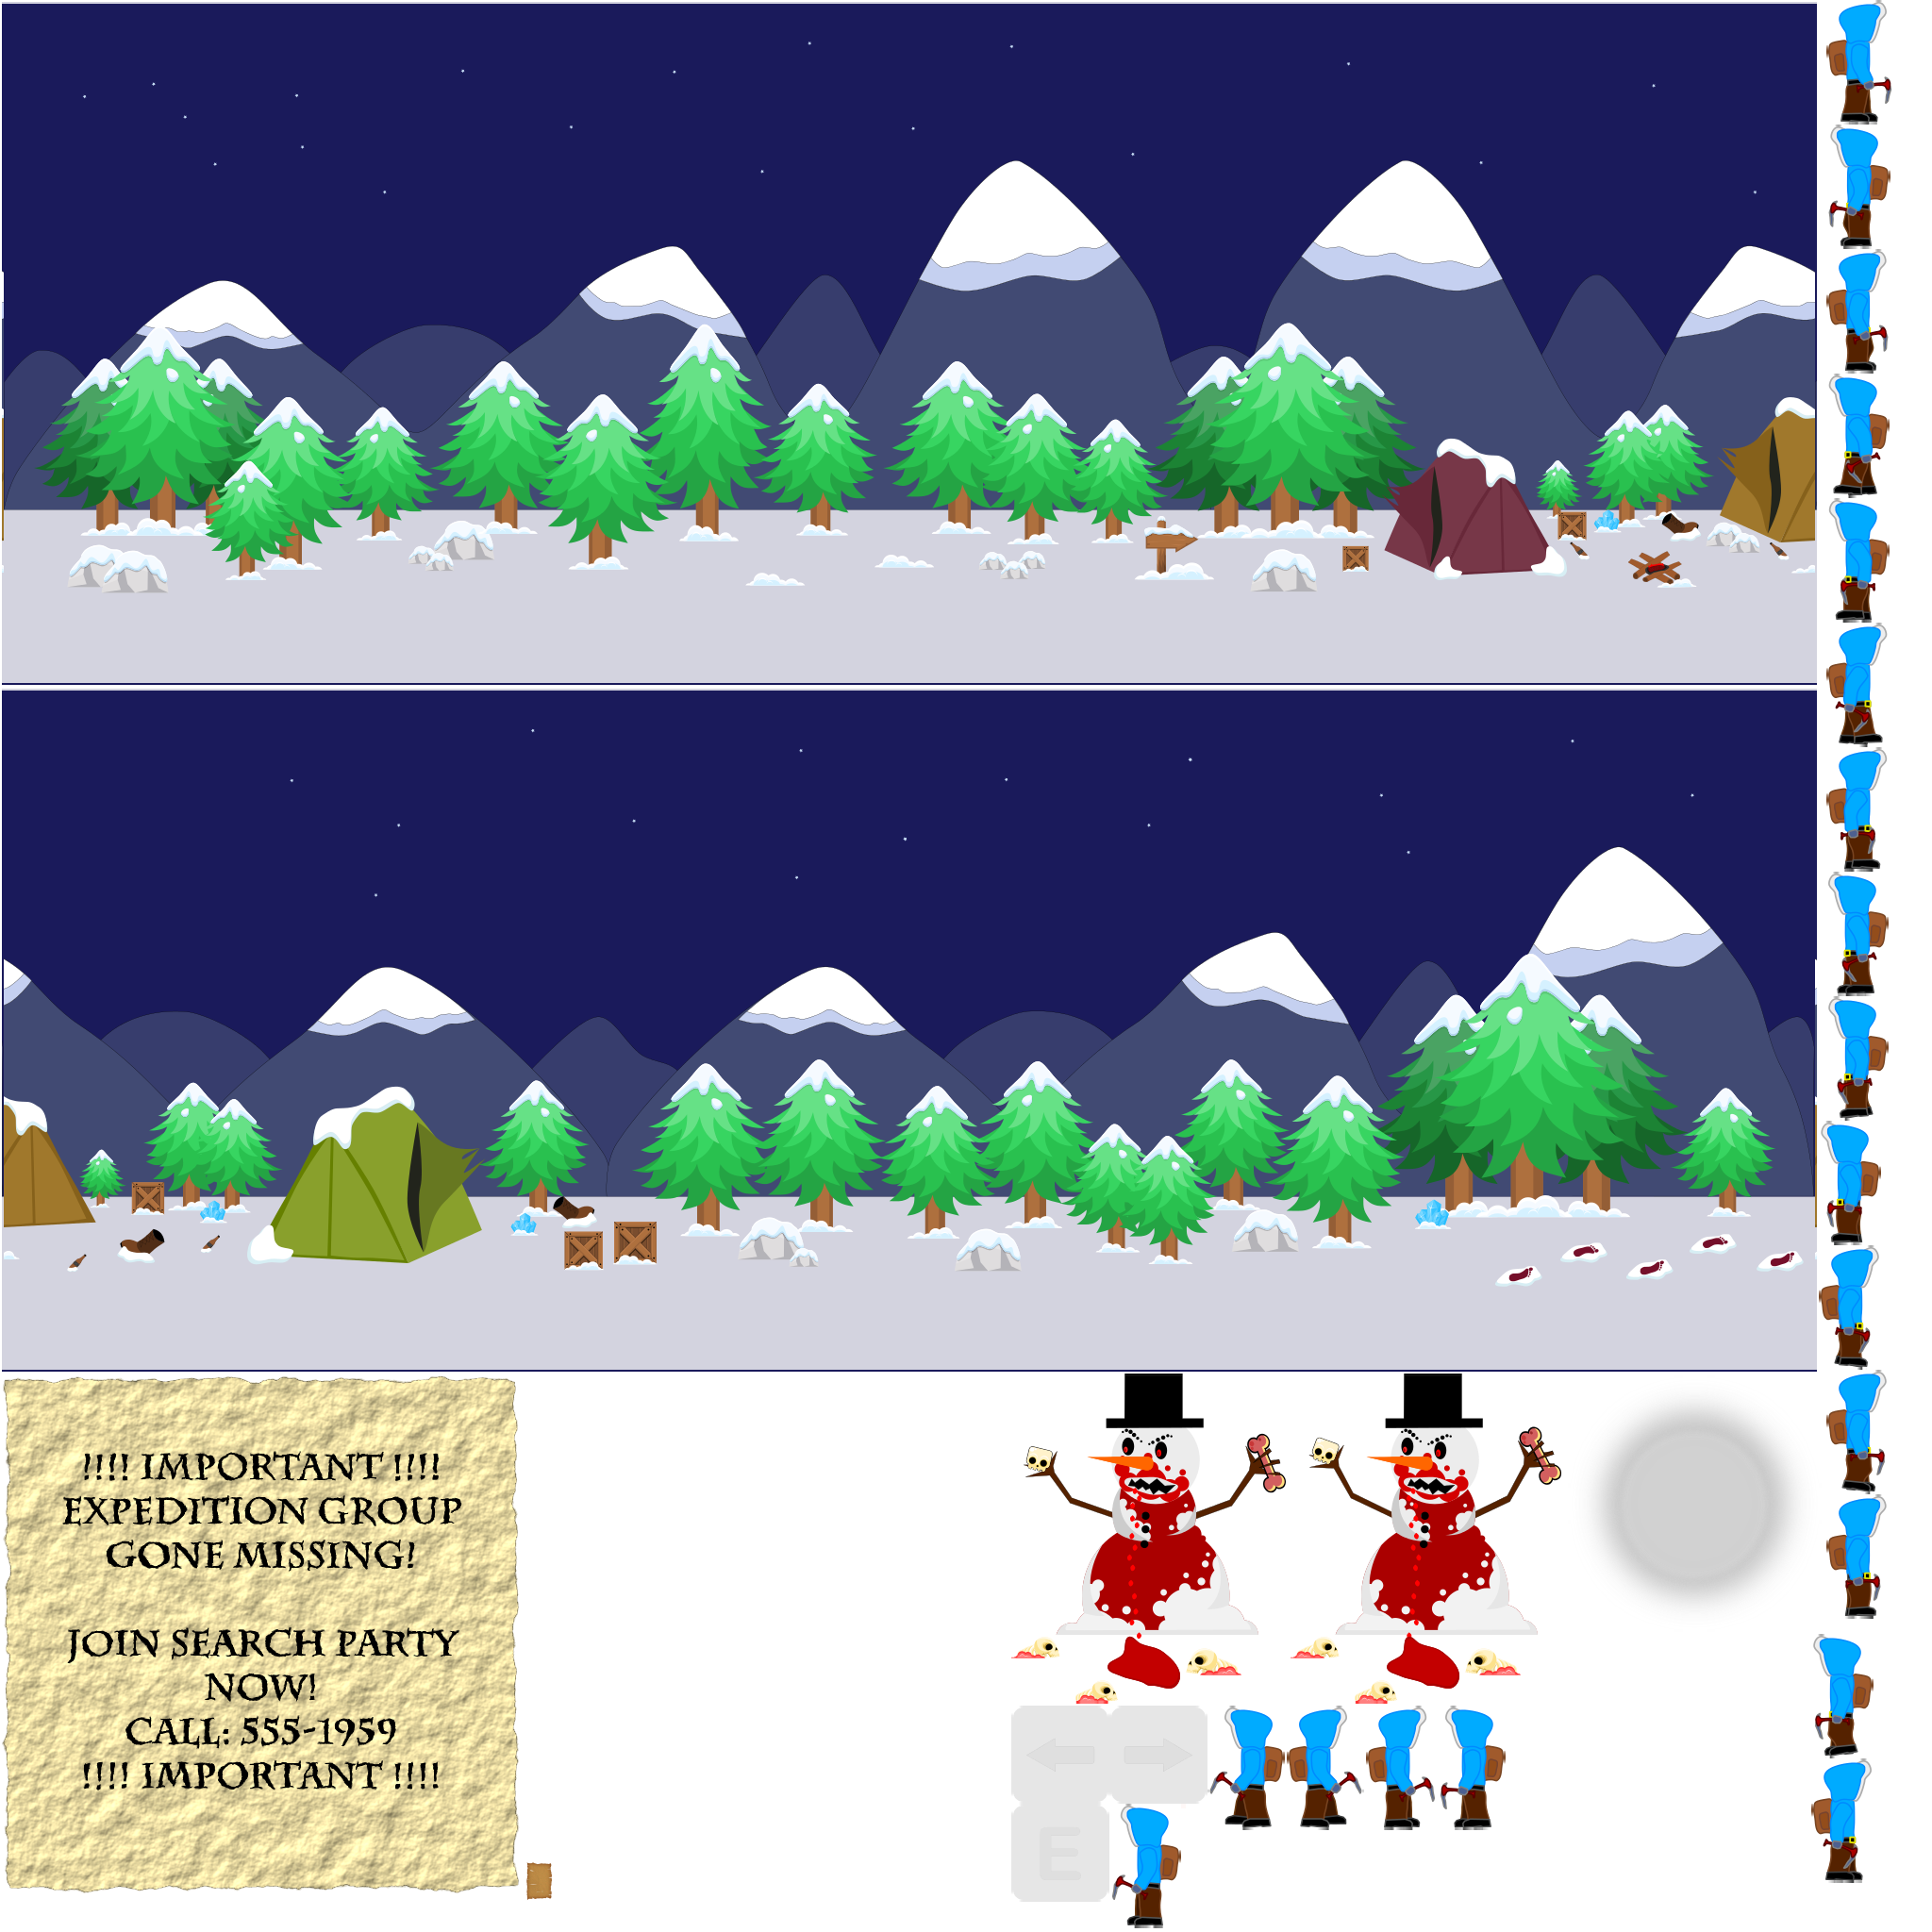 !!!! IMPORTANT !!!!
EXPEDITION GROUP
GONE MISSING!
JOIN SEARCH PARTY
NOW!
CALL: 555-1959
!!!! IMPORTANT !!!!
E